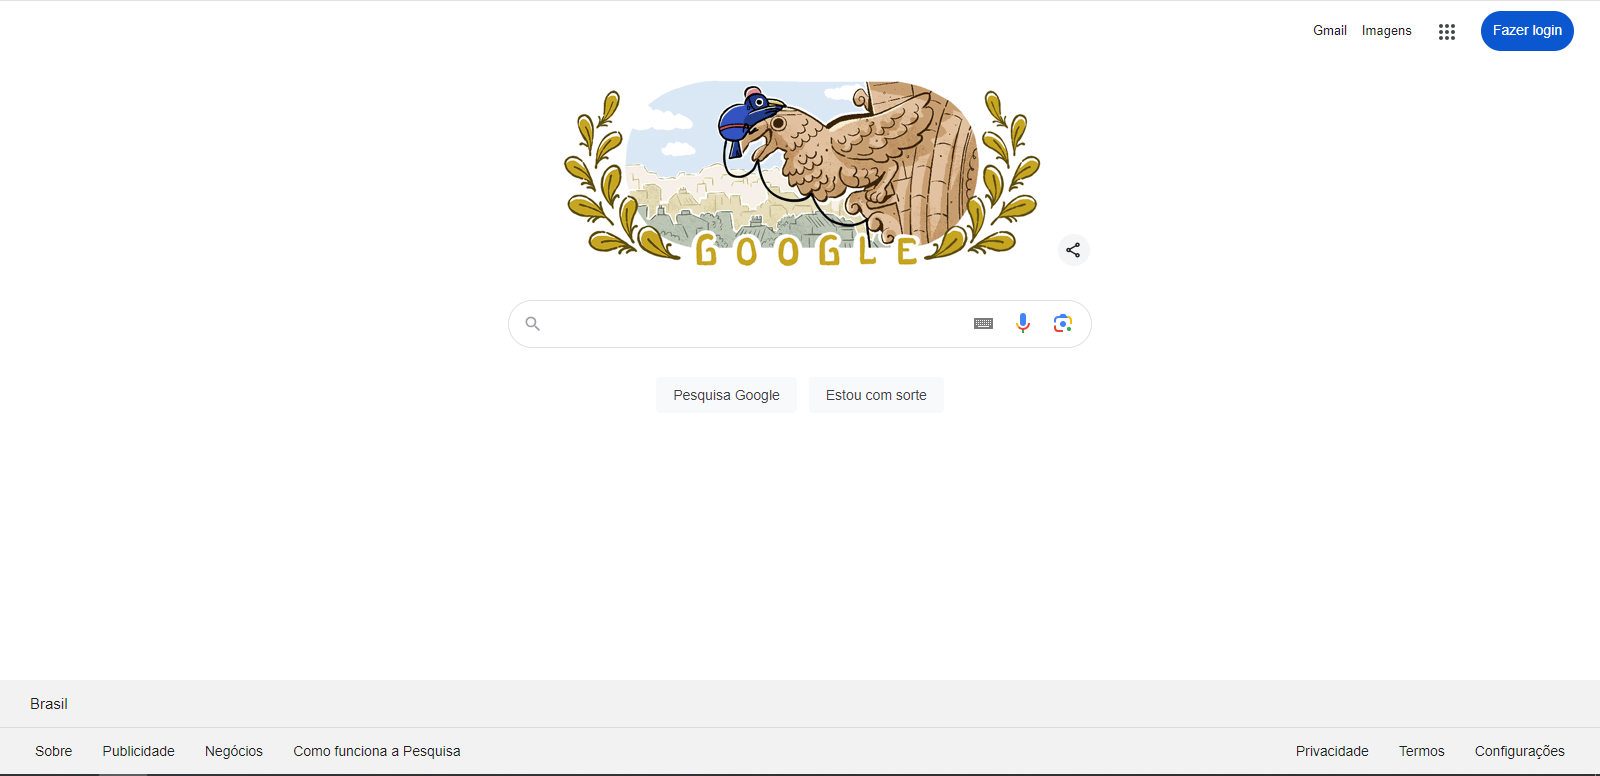 Gmail Imagens Fazer login
GOOGLE
Pesquisa Google Estou com sorte
Brasil
Sobre Publicidade Negócios Como funciona a Pesquisa Privacidade Termos Configurações